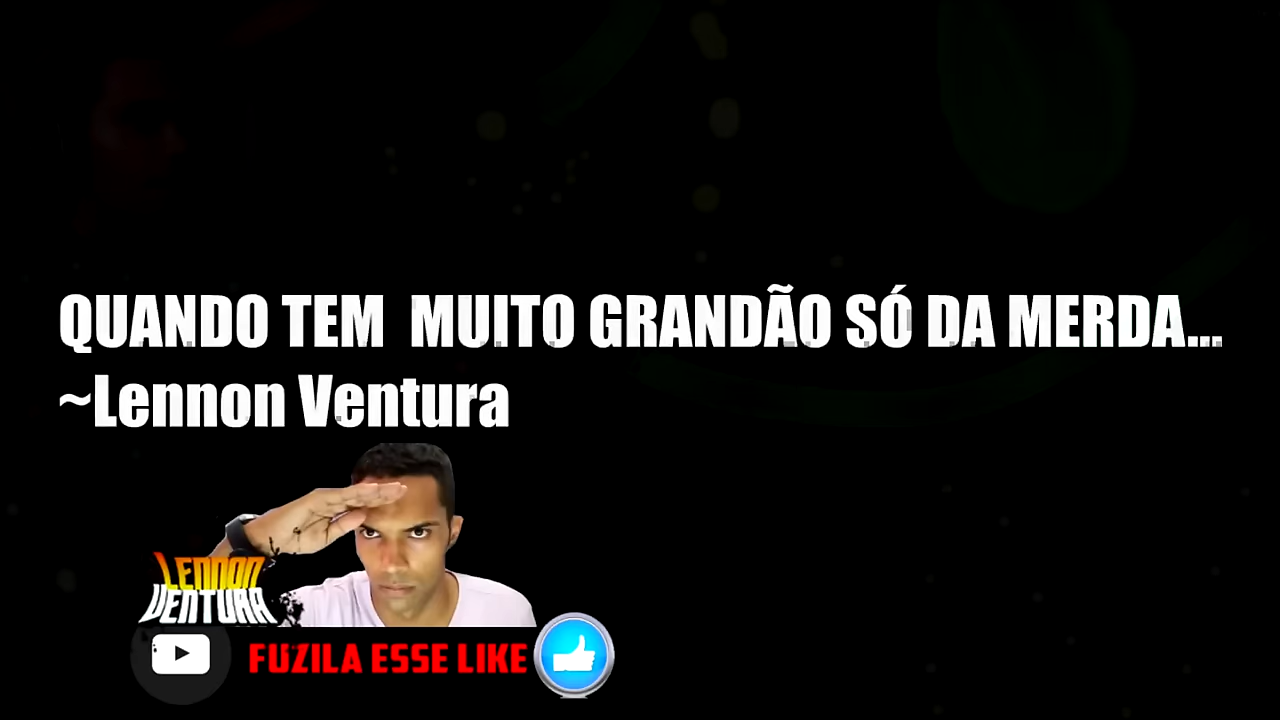 QUANDO TEM MUITO GRANDÃO SÓ DA MERDA...
~Lennon Ventura
LENNON
VENTURA
FUZILA ESSE LIKE